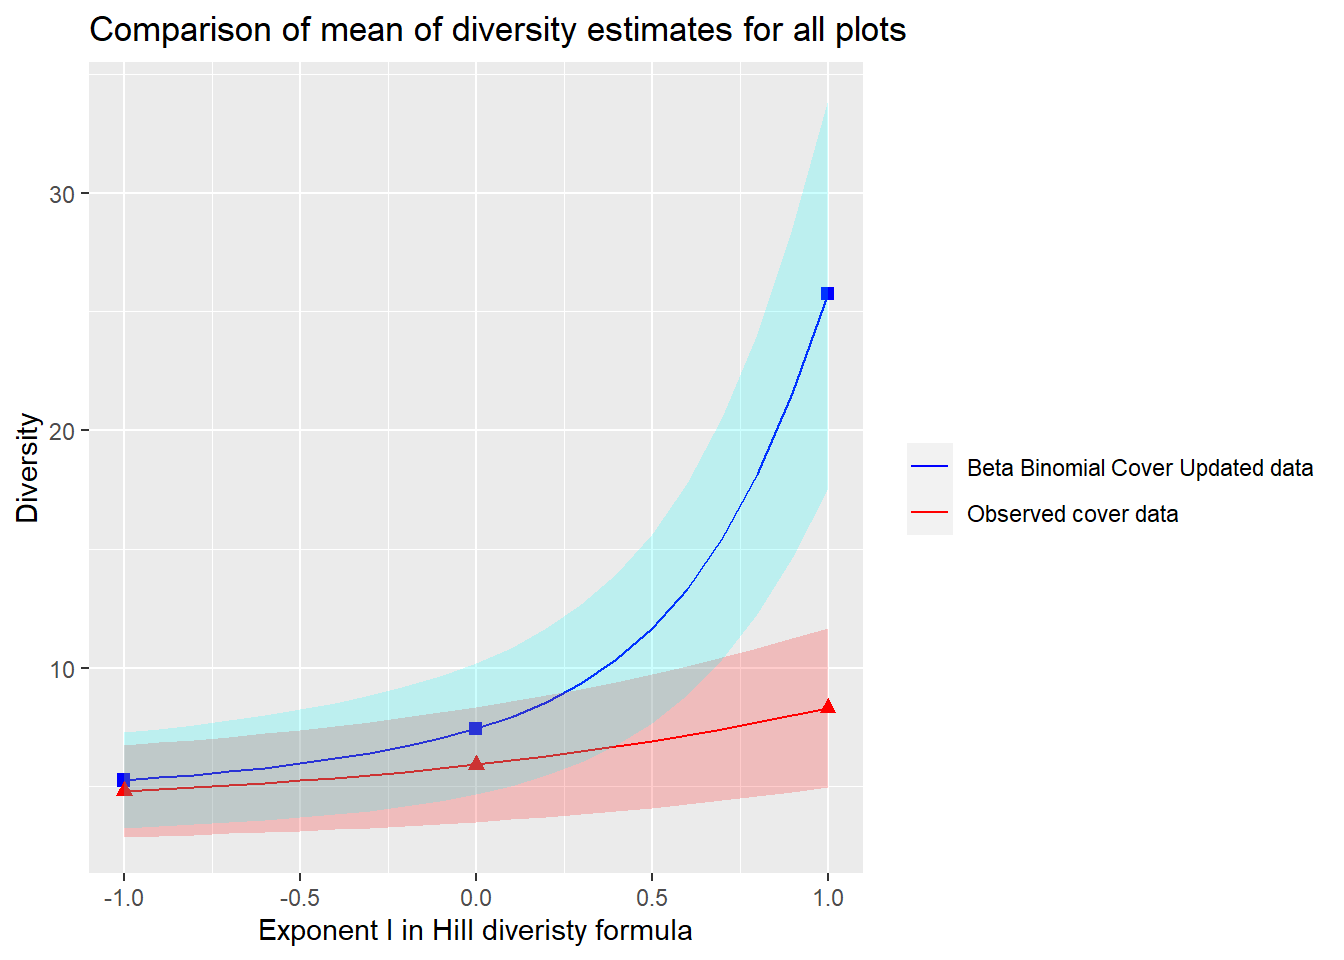 Comparison of mean of diversity estimates for all plots
Diversity
30
20
10
-1.0 -0.5 0.0 0.5 1.0
Exponent l in Hill diveristy formula
Beta Binomial Cover Updated data
Observed cover data